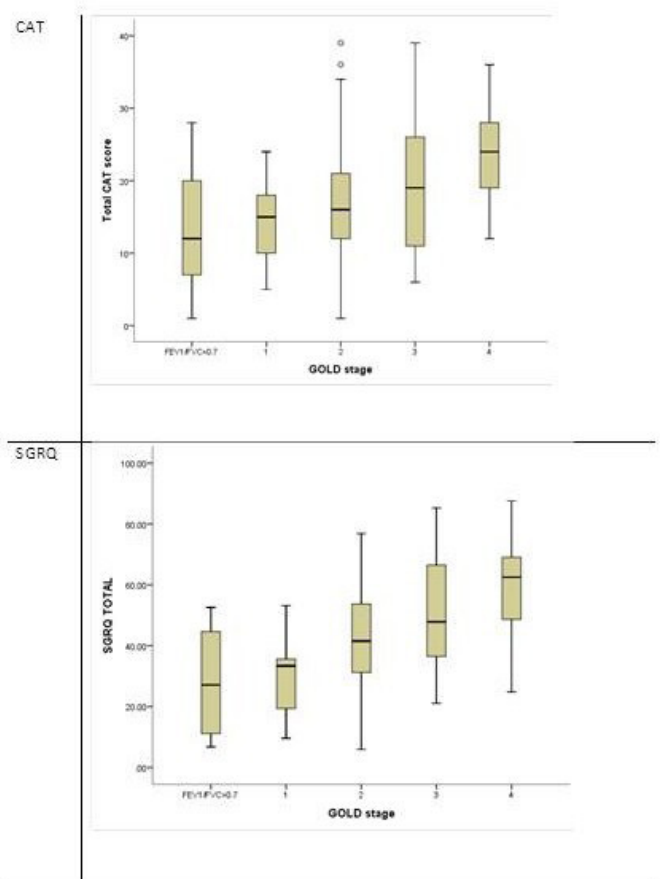 CAT
Total CAT score
40
30
20
10
0
FEV1/FVC>0.7 1 2 3 4
GOLD stage
SGRQ
SGRQ TOTAL
100.00
80.00
60.00
40.00
20.00
.00
FEV1/FVC>0.7 1 2 3 4
GOLD stage